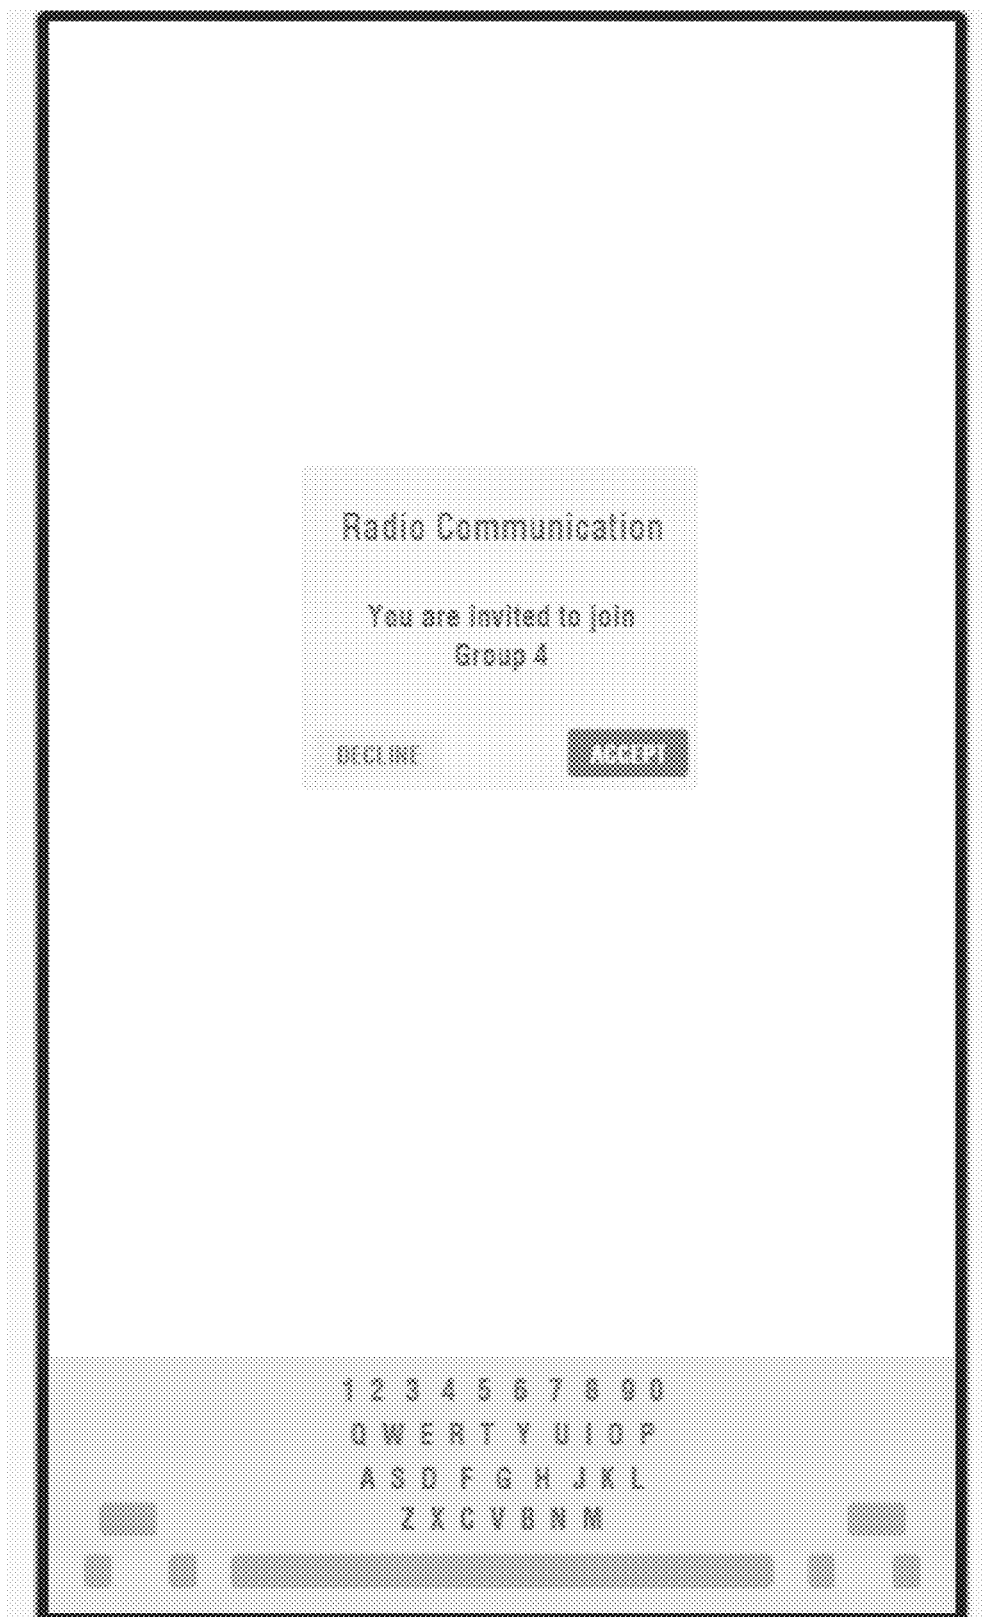 Radio Communication
You are invited to join
Group 4
DECLINE
ACCEPT
1 2 3 4 5 6 7 8 9 0
Q W E R T Y U I O P
A S D F G H J K L
Z X C V B N M